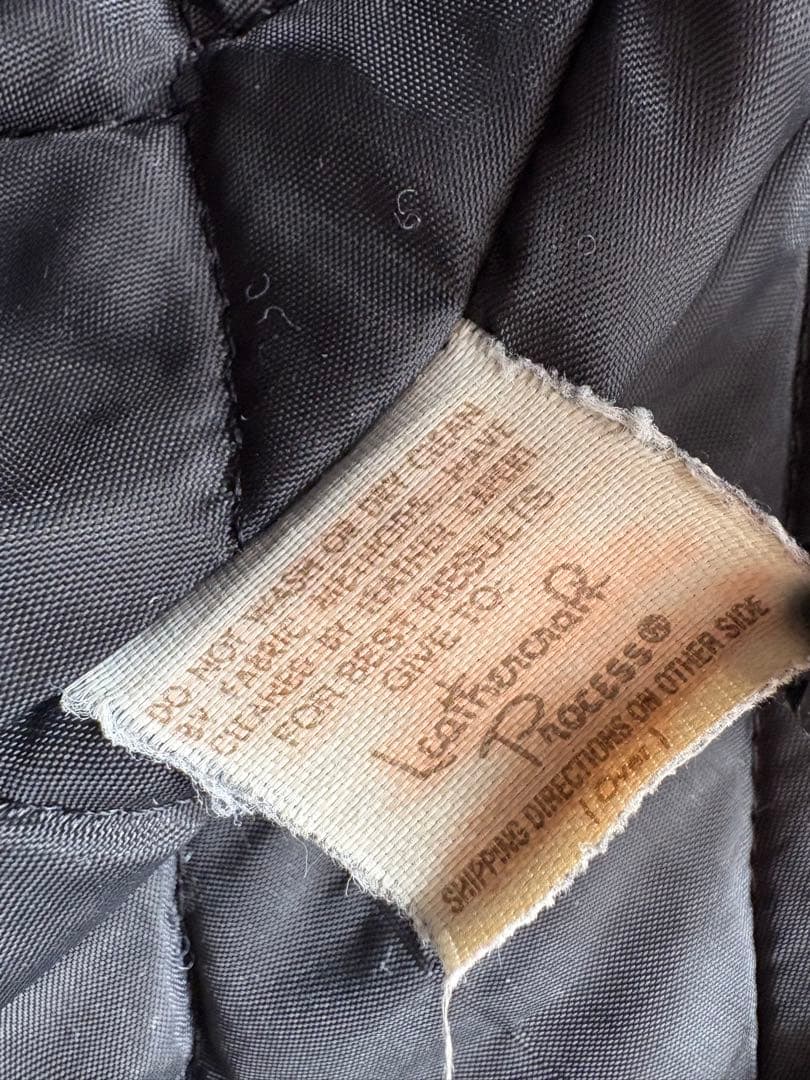 DO NOT WASH OR DRY CLEAN
BY FABRIC METHODS HAVE
CLEANED BY LEATHER
FOR BEST RESULTS
GIVE TO:
Leathercraft
Process®
SHIPPING DIRECTIONS ON OTHER SIDE
(Over)